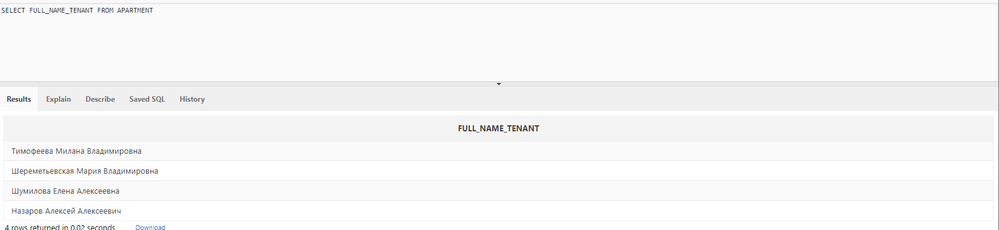 SELECT FULL_NAME_TENANT FROM APARTMENT
Results Explain Describe Saved SQL History
FULL_NAME_TENANT
Тимофеева Милана Владимировна
Шереметьевская Мария Владимировна
Шумилова Елена Алексеевна
Назаров Алексей Алексеевич
4 rows returned in 0.02 seconds Download